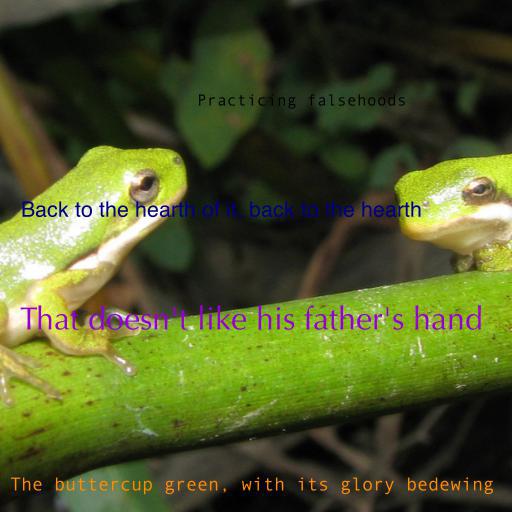 Practicing falsehoods
Back to the hearth of it, back to the hearth
That doesn't like his father's hand
The buttercup green, with its glory bedewing